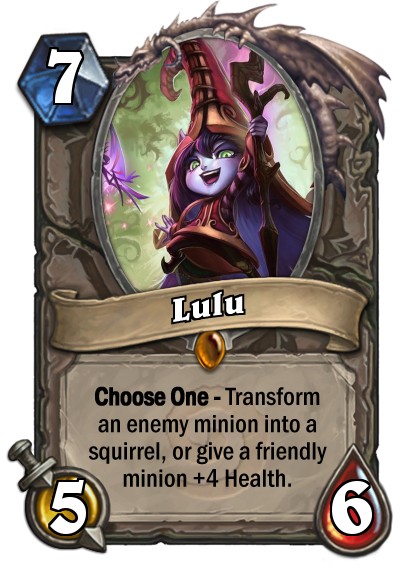 7
Lulu
Choose One - Transform
an enemy minion into a
squirrel, or give a friendly
minion +4 Health.
5
6